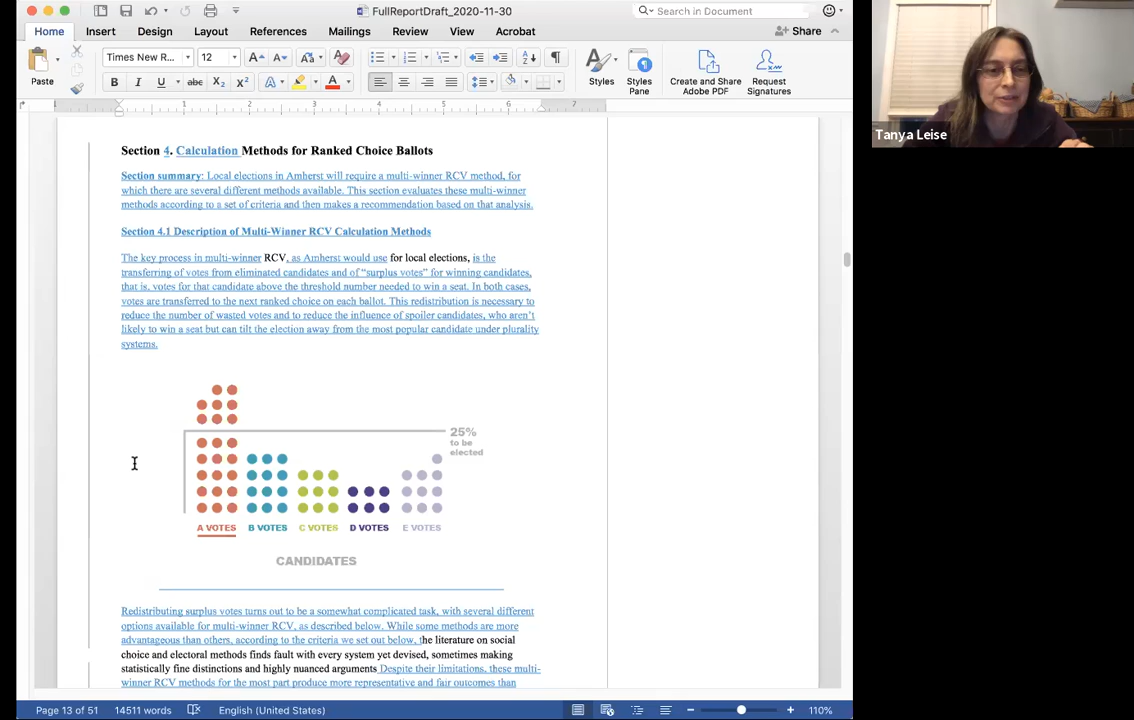 FullReportDraft_2020-11-30
Search in Document
Home Insert Design Layout References Mailings Review View Acrobat
Share
Times New R...
12
Paste
Styles
Styles Pane
Create and Share Adobe PDF
Request Signatures
1 2 3 4 5 6 7
Tanya Leise
Section 4. Calculation Methods for Ranked Choice Ballots
Section summary: Local elections in Amherst will require a multi-winner RCV method, for
which there are several different methods available. This section evaluates these multi-winner
methods according to a set of criteria and then makes a recommendation based on that analysis.
Section 4.1 Description of Multi-Winner RCV Calculation Methods
The key process in multi-winner RCV, as Amherst would use for local elections, is the
transferring of votes from eliminated candidates and of “surplus votes” for winning candidates,
that is, votes for that candidate above the threshold number needed to win a seat. In both cases,
votes are transferred to the next ranked choice on each ballot. This redistribution is necessary to
reduce the number of wasted votes and to reduce the influence of spoiler candidates, who aren’t
likely to win a seat but can tilt the election away from the most popular candidate under plurality
systems.
25%
to be
elected
A VOTES B VOTES C VOTES D VOTES E VOTES
CANDIDATES
Redistributing surplus votes turns out to be a somewhat complicated task, with several different
options available for multi-winner RCV, as described below. While some methods are more
advantageous than others, according to the criteria we set out below, the literature on social
choice and electoral methods finds fault with every system yet devised, sometimes making
statistically fine distinctions and highly nuanced arguments Despite their limitations, these multi-
winner RCV methods for the most part produce more representative and fair outcomes than
Page 13 of 51
14511 words
English (United States)
110%